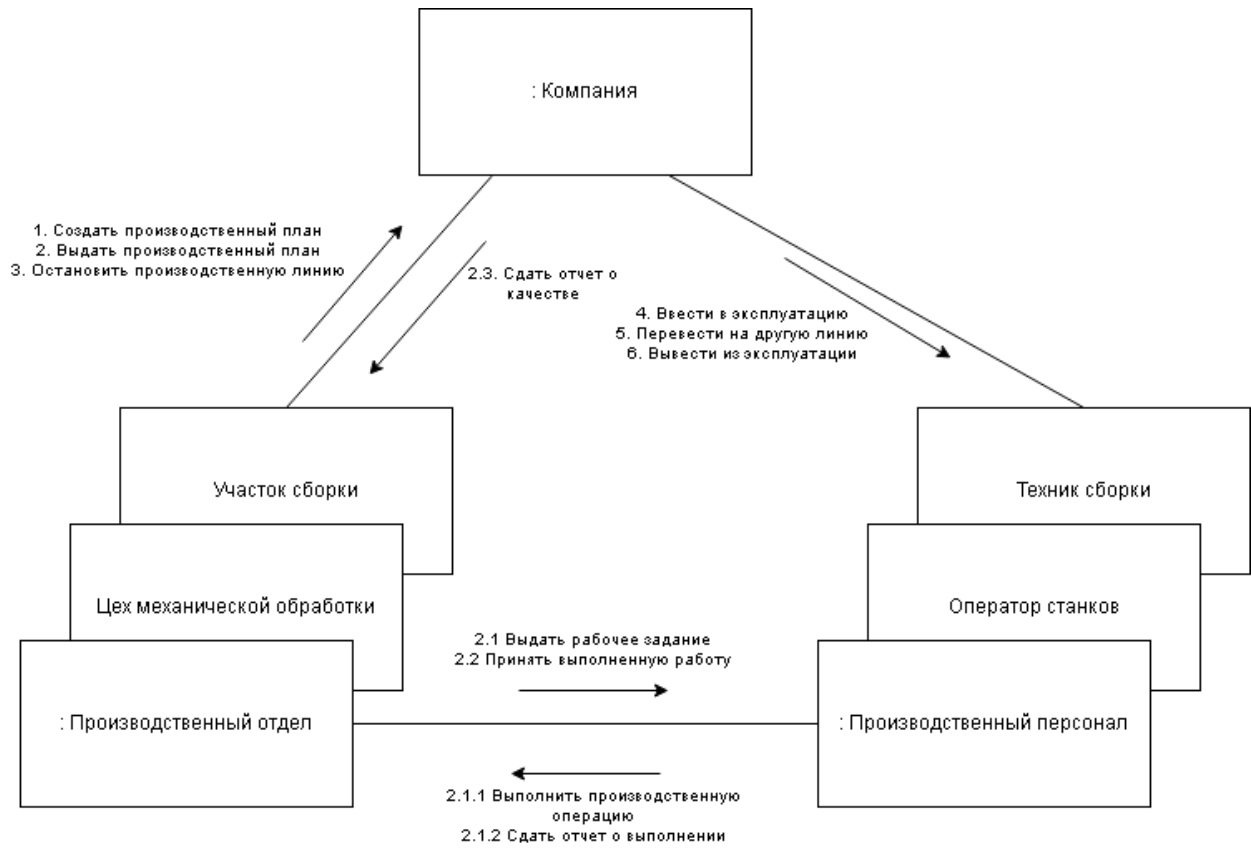 : Компания
1. Создать производственный план
2. Выдать производственный план
3. Остановить производственную линию
2.3. Сдать отчет о
качестве
4. Ввести в эксплуатацию
5. Перевести на другую линию
6. Вывести из эксплуатации
Участок сборки
Техник сборки
Цех механической обработки
Оператор станков
2.1 Выдать рабочее задание
2.2 Принять выполненную работу
: Производственный отдел
: Производственный персонал
2.1.1 Выполнить производственную
операцию
2.1.2 Сдать отчет о выполнении